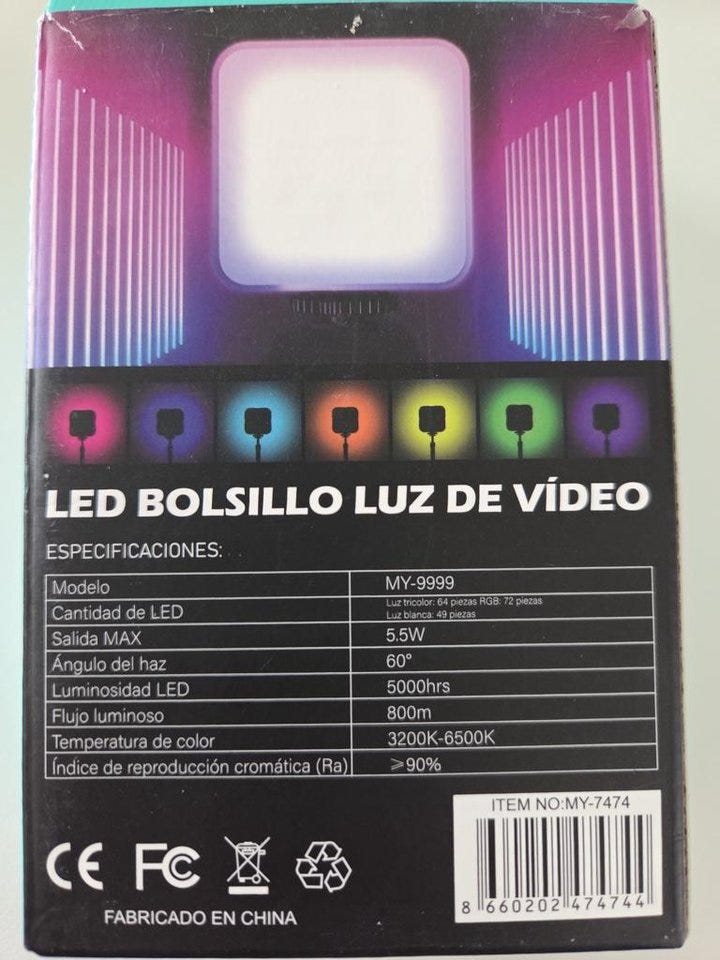 LED BOLSILLO LUZ DE VÍDEO
ESPECIFICACIONES:
Modelo MY-9999
Cantidad de LED Luz tricolor: 64 piezas RGB: 72 piezas
Luz blanca: 49 piezas
Salida MAX 5.5W
Ángulo del haz 60°
Luminosidad LED 5000hrs
Flujo luminoso 800m
Temperatura de color 3200K-6500K
Índice de reproducción cromática (Ra) ⩾90%
ITEM NO:MY-7474
CE FC
8 660202 474744
FABRICADO EN CHINA